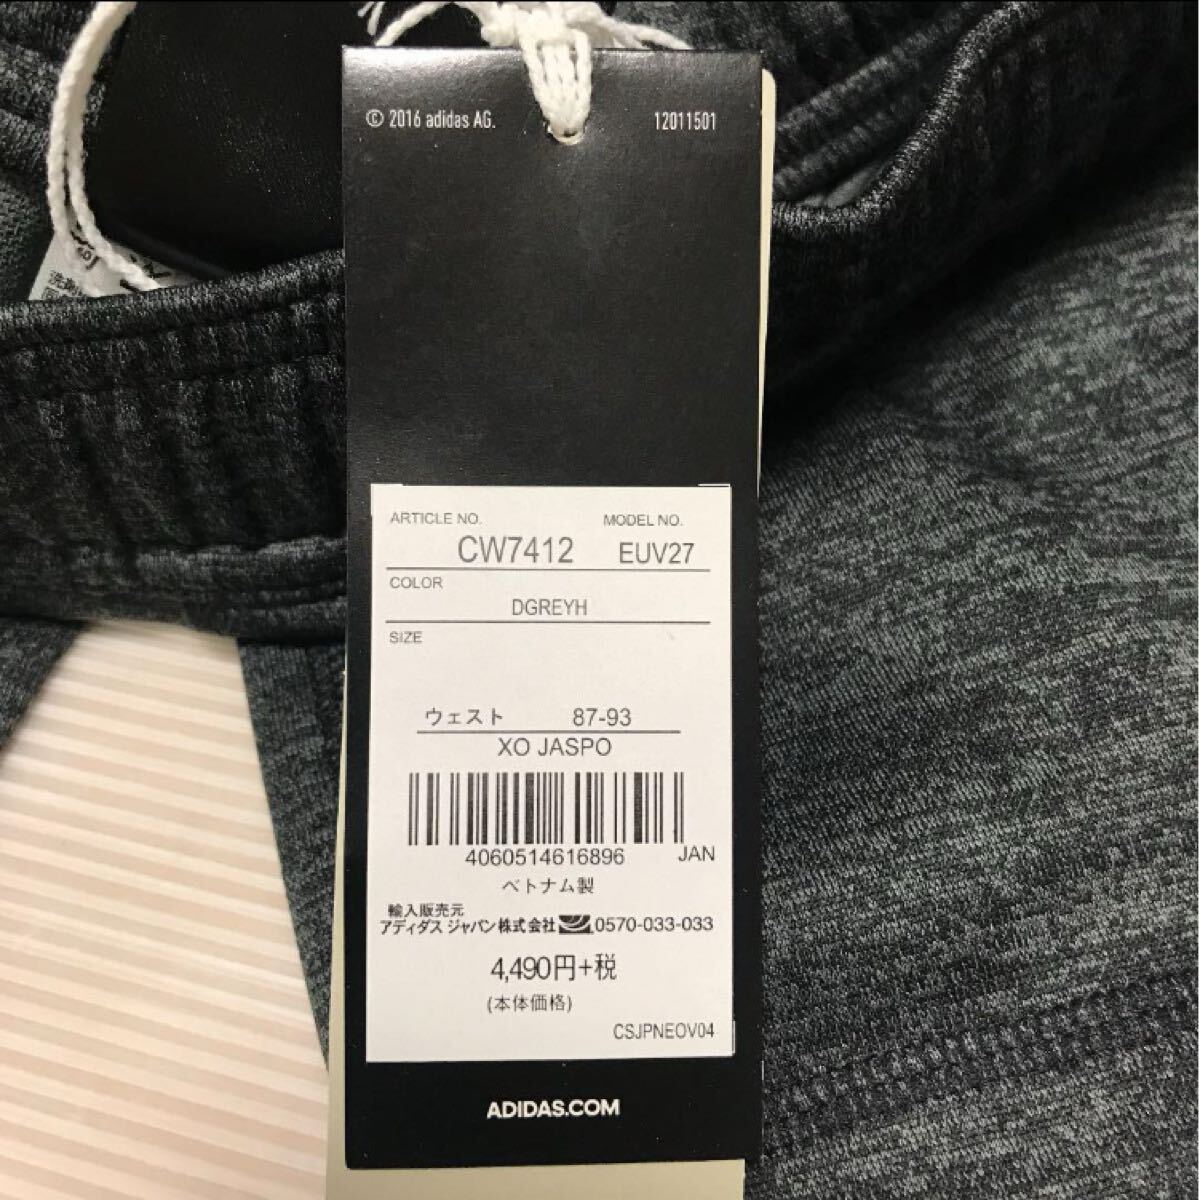 © 2016 adidas AG. 12011501
ARTICLE NO. MODEL NO.
CW7412 EUV27
COLOR
DGREYH
SIZE
ウェスト 87-93
XO JASPO
4060514616896 JAN
ベトナム製
輸入販売元
アディダス ジャパン株式会社 0570-033-033
4,490円+税
(本体価格)
CSJPNEOV04
ADIDAS.COM